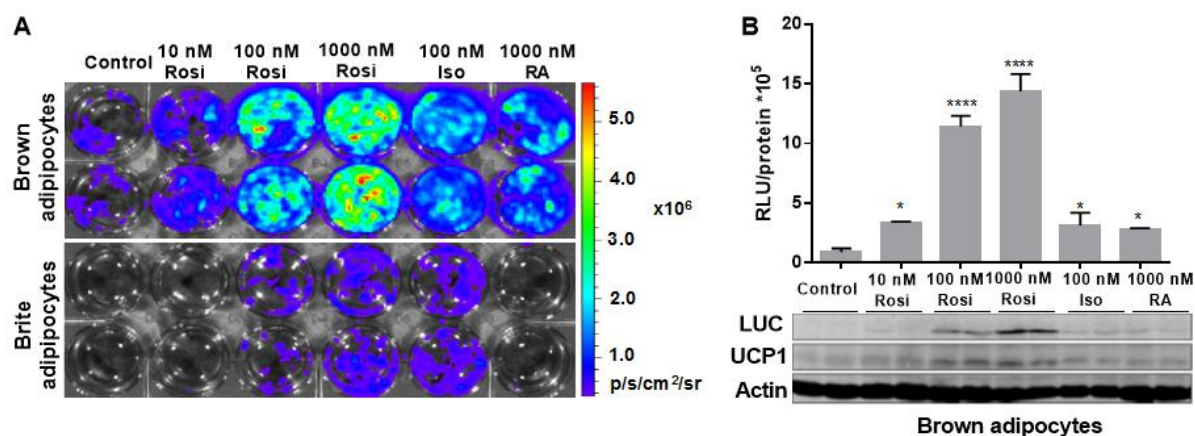 A
Control
10 nM
Rosi
100 nM
Rosi
1000 nM
Rosi
100 nM
Iso
1000 nM
RA
Brown
adipipocytes
Brite
adipipocytes
5.0
4.0
x10⁶
3.0
2.0
1.0
p/s/cm²/sr
B
RLU/protein *10⁵
20
15
10
5
0
*
****
****
*
*
Control
10 nM
Rosi
100 nM
Rosi
1000 nM
Rosi
100 nM
Iso
1000 nM
RA
LUC
UCP1
Actin
Brown adipocytes